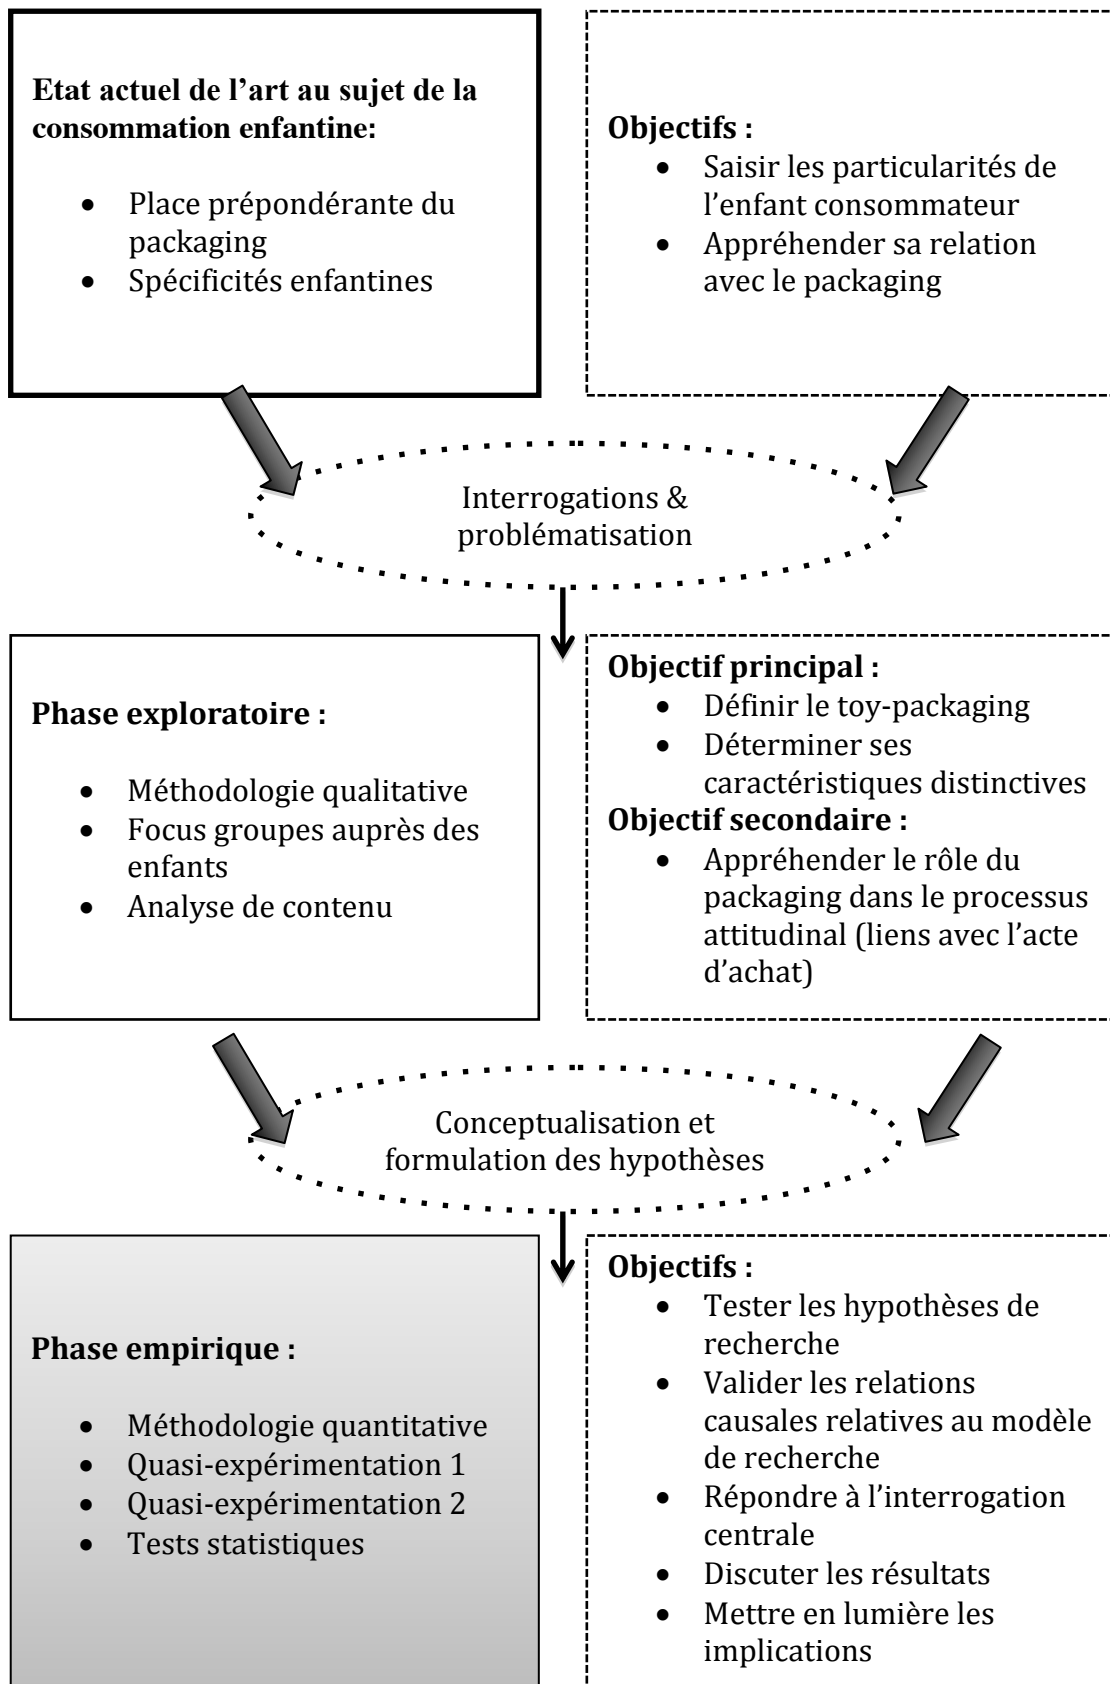 Etat actuel de l’art au sujet de la
consommation enfantine:
• Place prépondérante du
packaging
• Spécificités enfantines
Objectifs :
• Saisir les particularités de
l’enfant consommateur
• Appréhender sa relation
avec le packaging
Interrogations &
problématisation
Phase exploratoire :
• Méthodologie qualitative
• Focus groupes auprès des
enfants
• Analyse de contenu
Objectif principal :
• Définir le toy-packaging
• Déterminer ses
caractéristiques distinctives
Objectif secondaire :
• Appréhender le rôle du
packaging dans le processus
attitudinal (liens avec l’acte
d’achat)
Conceptualisation et
formulation des hypothèses
Phase empirique :
• Méthodologie quantitative
• Quasi-expérimentation 1
• Quasi-expérimentation 2
• Tests statistiques
Objectifs :
• Tester les hypothèses de
recherche
• Valider les relations
causales relatives au modèle
de recherche
• Répondre à l’interrogation
centrale
• Discuter les résultats
• Mettre en lumière les
implications